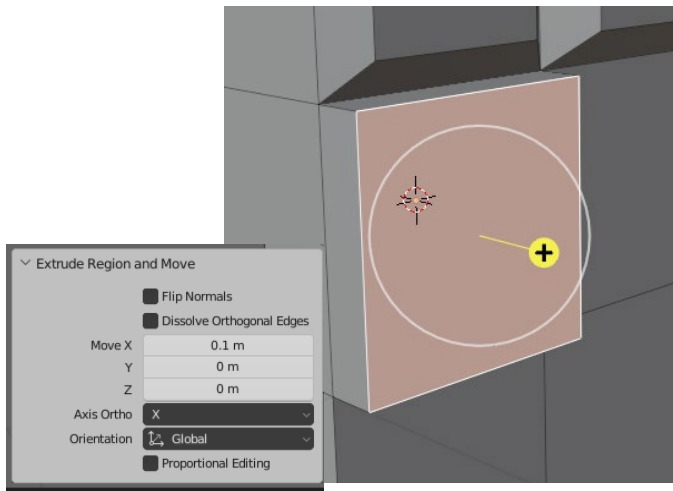 Extrude Region and Move
Flip Normals
Dissolve Orthogonal Edges
Move X 0.1 m
Y 0 m
Z 0 m
Axis Ortho X
Orientation Global
Proportional Editing